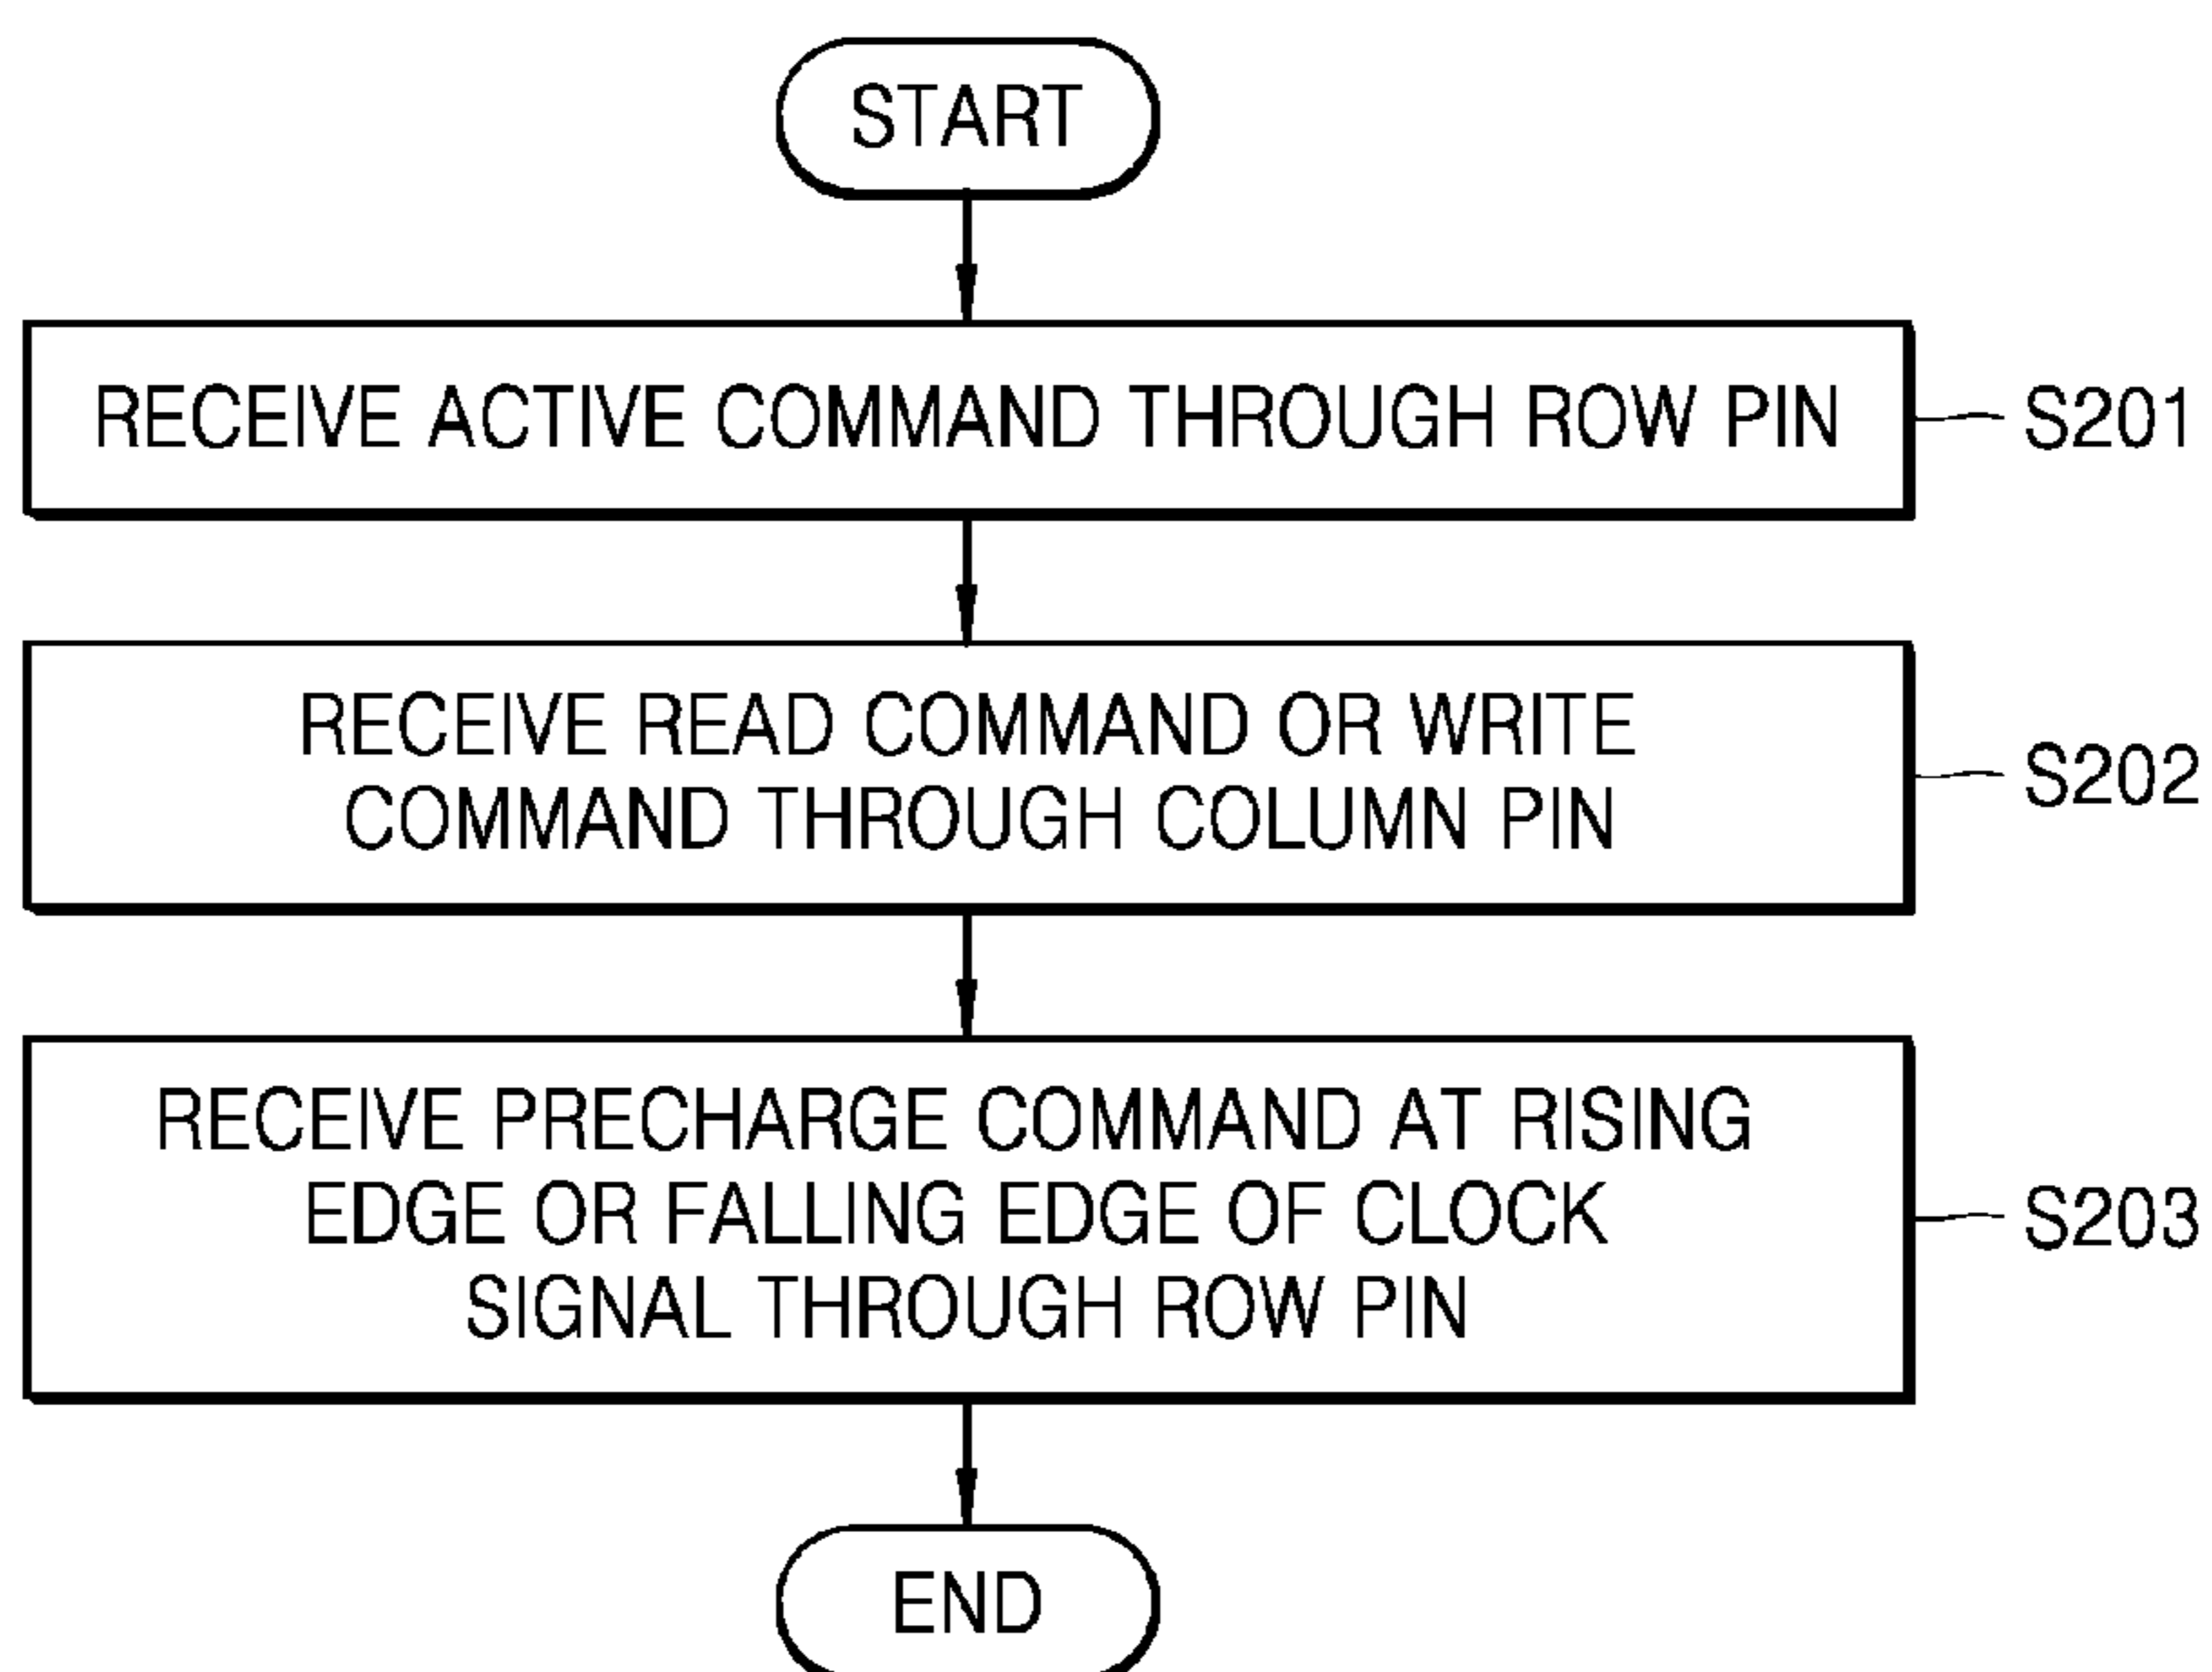 START
RECEIVE ACTIVE COMMAND THROUGH ROW PIN
S201
RECEIVE READ COMMAND OR WRITE
COMMAND THROUGH COLUMN PIN
S202
RECEIVE PRECHARGE COMMAND AT RISING
EDGE OR FALLING EDGE OF CLOCK
SIGNAL THROUGH ROW PIN
S203
END